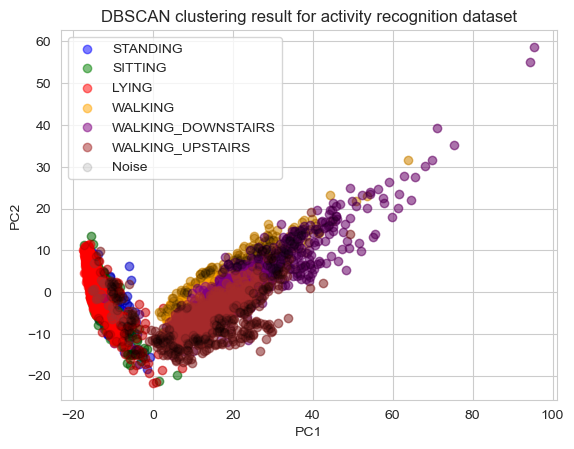 DBSCAN clustering result for activity recognition dataset
STANDING
SITTING
LYING
WALKING
WALKING_DOWNSTAIRS
WALKING_UPSTAIRS
Noise
PC2
60
50
40
30
20
10
0
−10
−20
−20 0 20 40 60 80 100
PC1